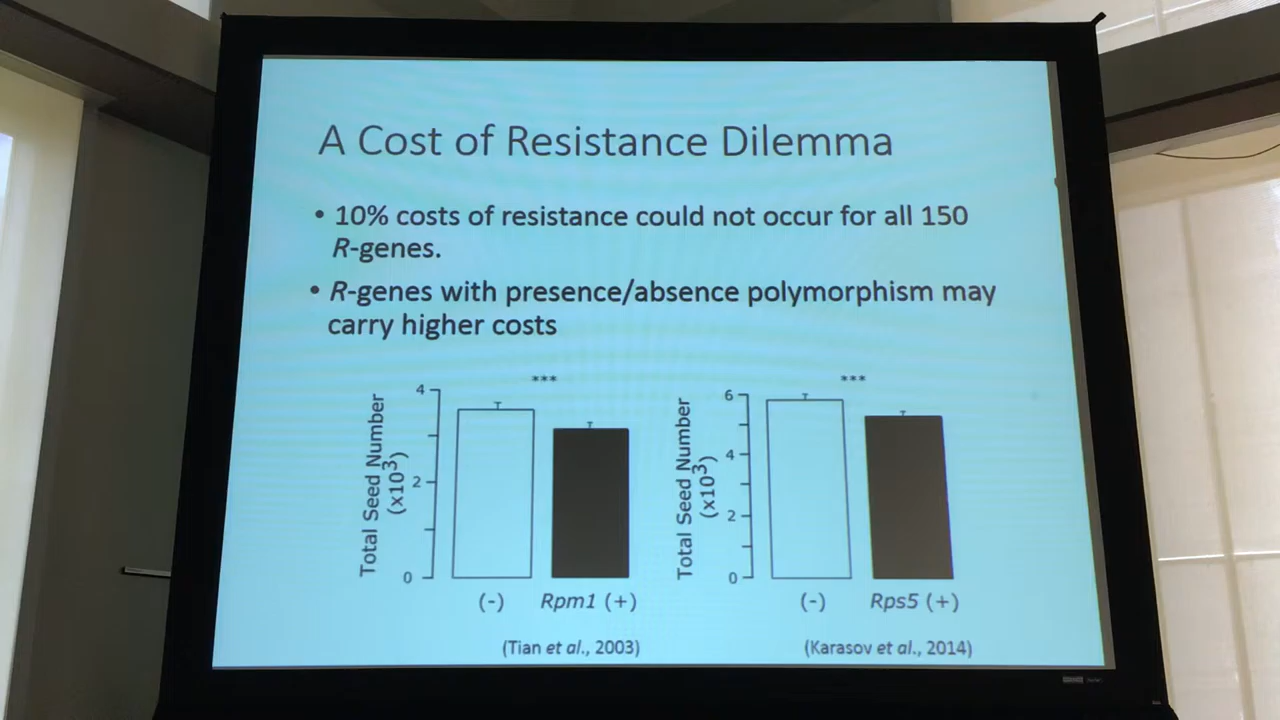 A Cost of Resistance Dilemma
• 10% costs of resistance could not occur for all 150
R-genes.
• R-genes with presence/absence polymorphism may
carry higher costs
***
4
2
0
Total Seed Number
(x10³)
(-)
Rpm1 (+)
(Tian et al., 2003)
***
6
4
2
0
Total Seed Number
(x10³)
(-)
Rps5 (+)
(Karasov et al., 2014)